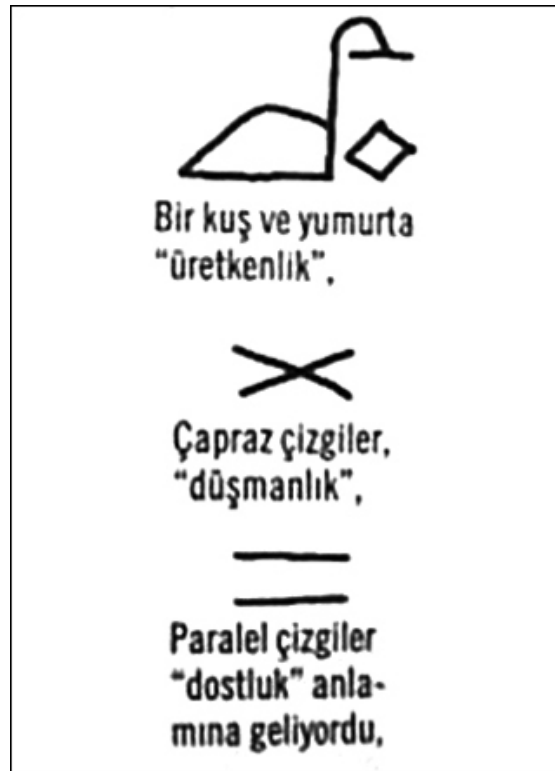 Bir kuş ve yumurta
“üretkenlik”,
Çapraz çizgiler,
“düşmanlık”,
Paralel çizgiler
“dostluk” anla-
mına geliyordu,